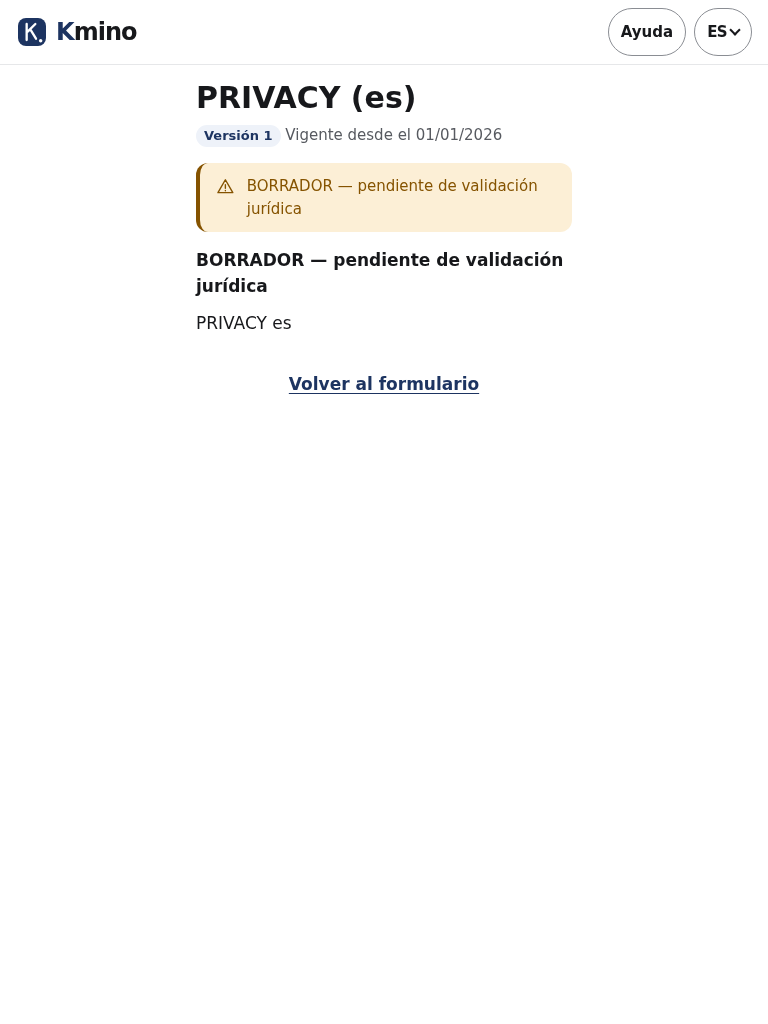 K. Kmino
Ayuda
ES
PRIVACY (es)
Versión 1 Vigente desde el 01/01/2026
BORRADOR — pendiente de validación
jurídica
BORRADOR — pendiente de validación
jurídica
PRIVACY es
Volver al formulario